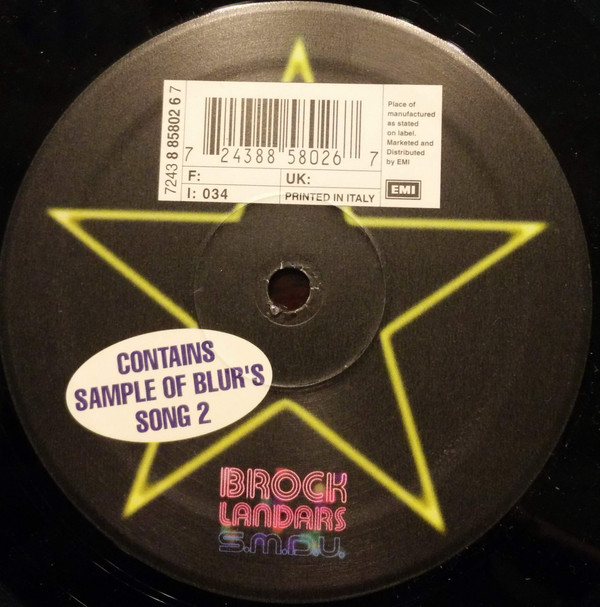 7243 8 85802 6 7
7 24388 58026 7
F:
UK:
I: 034
PRINTED IN ITALY
Place of
manufactured
as stated
on label.
Marketed and
Distributed
by EMI
EMI
CONTAINS
SAMPLE OF BLUR'S
SONG 2
BROCK
LANDARS
S.M.D.U.